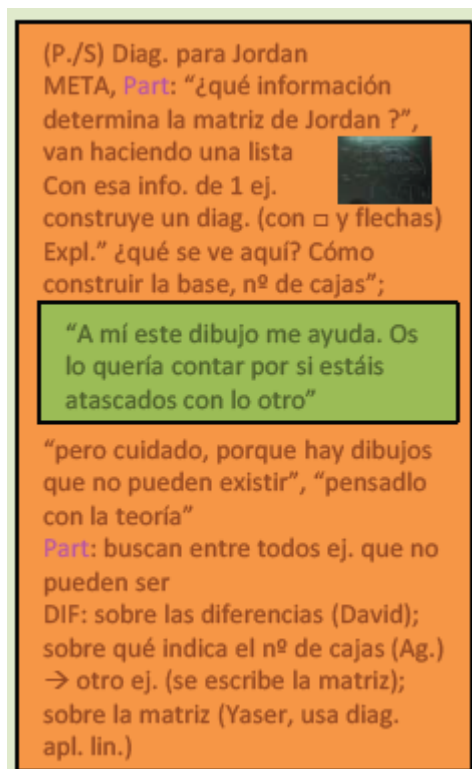 (P./S) Diag. para Jordan
META, Part: “¿qué información
determina la matriz de Jordan ?”,
van haciendo una lista
Con esa info. de 1 ej.
construye un diag. (con □ y flechas)
Expl.” ¿qué se ve aquí? Cómo
construir la base, nº de cajas”;
“A mí este dibujo me ayuda. Os
lo quería contar por si estáis
atascados con lo otro”
“pero cuidado, porque hay dibujos
que no pueden existir”, “pensadlo
con la teoría”
Part: buscan entre todos ej. que no
pueden ser
DIF: sobre las diferencias (David);
sobre qué indica el nº de cajas (Ag.)
→ otro ej. (se escribe la matriz);
sobre la matriz (Yaser, usa diag.
apl. lin.)